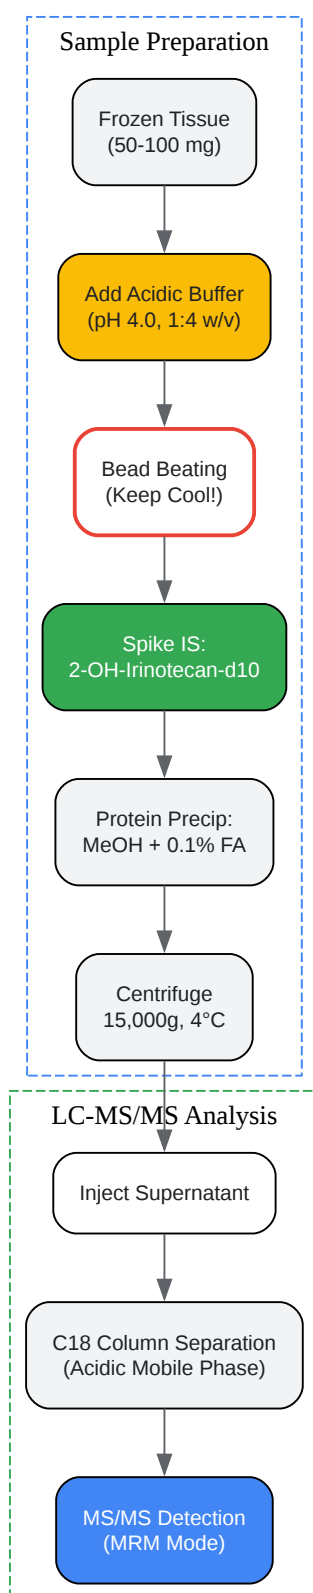 Sample Preparation
Frozen Tissue
(50-100 mg)
Add Acidic Buffer
(pH 4.0, 1:4 w/v)
Bead Beating
(Keep Cool!)
Spike IS:
2-OH-Irinotecan-d10
Protein Precip:
MeOH + 0.1% FA
Centrifuge
15,000g, 4°C
LC-MS/MS Analysis
Inject Supernatant
C18 Column Separation
(Acidic Mobile Phase)
MS/MS Detection
(MRM Mode)